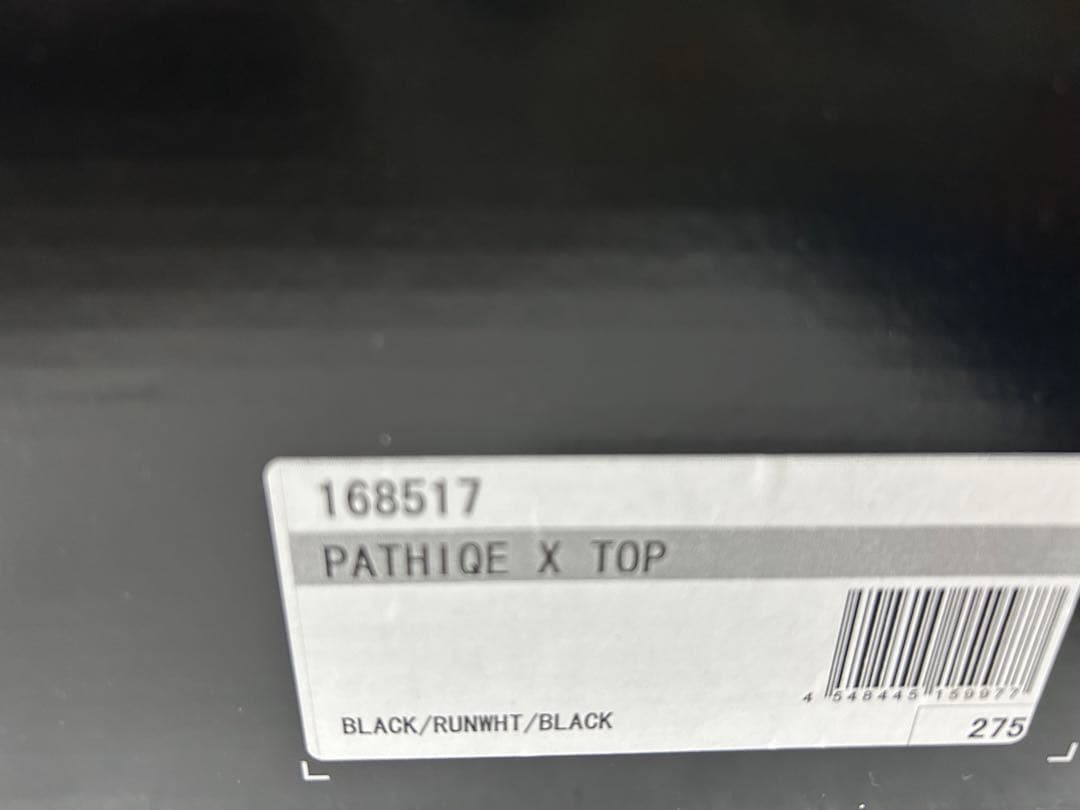 168517
PATHIQE X TOP
4 548445 159977
BLACK/RUNWHT/BLACK
275